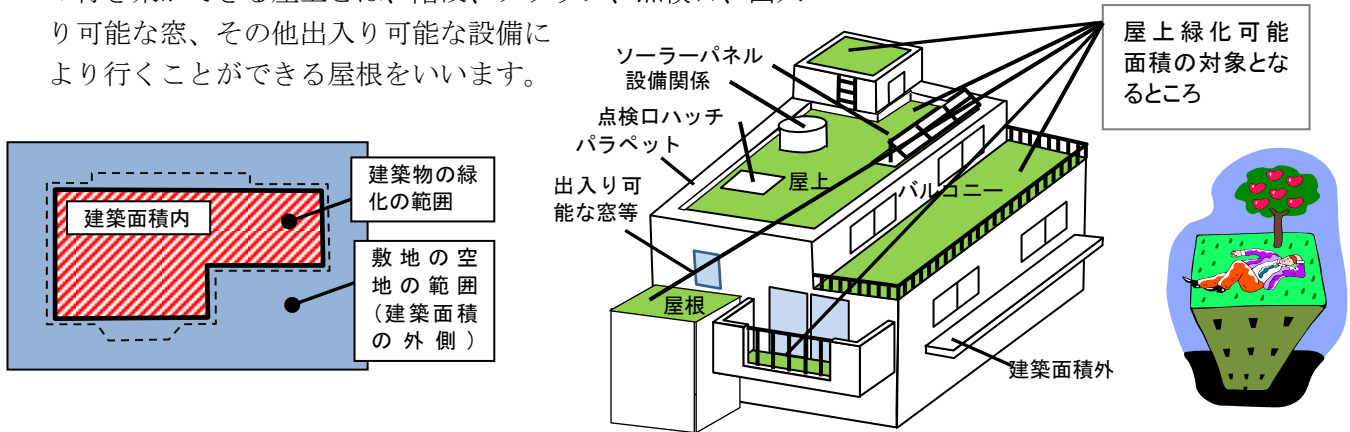 り可能な窓、その他出入り可能な設備に
より行くことができる屋根をいいます。
建築面積内
建築物の緑
化の範囲
敷地の空
地の範囲
（建築面積
の外側）
ソーラーパネル
設備関係
点検口ハッチ
パラペット
出入り可
能な窓等
屋上
バルコニー
屋根
建築面積外
屋上緑化可能
面積の対象とな
るところ